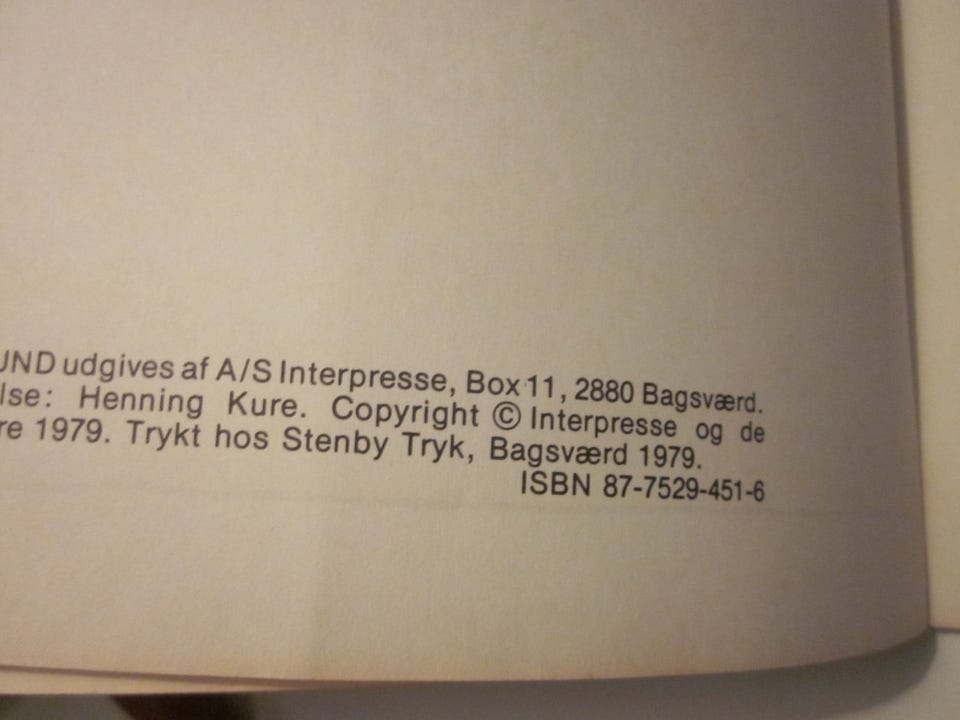 UND udgives af A/S Interpresse, Box 11, 2880 Bagsværd.
lse: Henning Kure. Copyright © Interpresse og de
re 1979. Trykt hos Stenby Tryk, Bagsværd 1979.
ISBN 87-7529-451-6